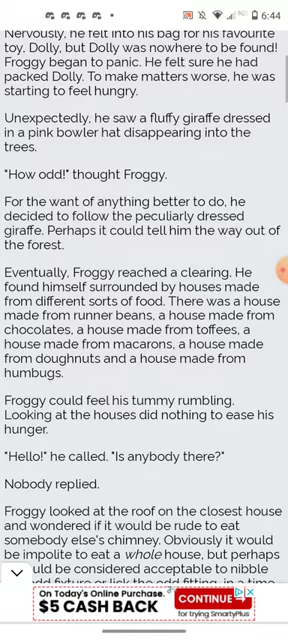 6:44
Nervously, he felt into his bag for his favourite
toy, Dolly, but Dolly was nowhere to be found!
Froggy began to panic. He felt sure he had
packed Dolly. To make matters worse, he was
starting to feel hungry.
Unexpectedly, he saw a fluffy giraffe dressed
in a pink bowler hat disappearing into the
trees.
"How odd!" thought Froggy.
For the want of anything better to do, he
decided to follow the peculiarly dressed
giraffe. Perhaps it could tell him the way out of
the forest.
Eventually, Froggy reached a clearing. He
found himself surrounded by houses made
from different sorts of food. There was a house
made from runner beans, a house made from
chocolates, a house made from toffees, a
house made from macarons, a house made
from doughnuts and a house made from
humbugs.
Froggy could feel his tummy rumbling.
Looking at the houses did nothing to ease his
hunger.
"Hello!" he called. "Is anybody there?"
Nobody replied.
Froggy looked at the roof on the closest house
and wondered if it would be rude to eat
somebody else's chimney. Obviously it would
be impolite to eat a whole house, but perhaps
uld be considered acceptable to nibble
odd fixture or lick the odd fitting, in a time
On Today's Online Purchase.
$5 CASH BACK
CONTINUE
for trying SmartyPlus